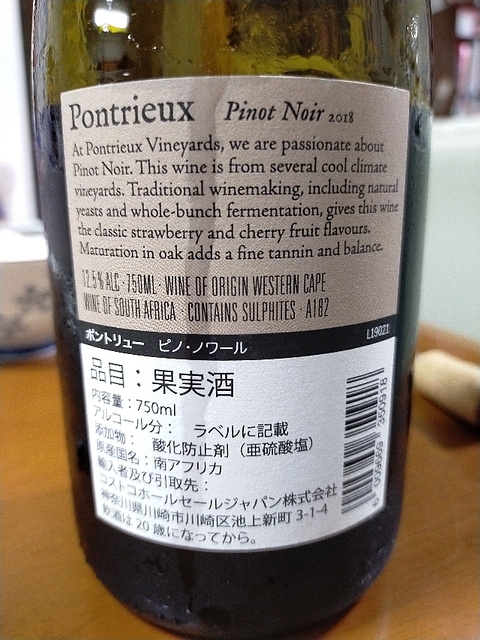 Pontrieux Pinot Noir 2018
At Pontrieux Vineyards, we are passionate about
Pinot Noir. This wine is from several cool climate
vineyards. Traditional winemaking, including natural
yeasts and whole-bunch fermentation, gives this wine
the classic strawberry and cherry fruit flavours.
Maturation in oak adds a fine tannin and balance.
12.5% ALC · 750ML · WINE OF ORIGIN WESTERN CAPE
WINE OF SOUTH AFRICA · CONTAINS SULPHITES · A182
L19021
ポントリュー ピノ・ノワール
品目：果実酒
内容量：750ml
アルコール分： ラベルに記載
添加物： 酸化防止剤（亜硫酸塩）
原産国名：南アフリカ
輸入者及び引取先：
コストコホールセールジャパン株式会社
神奈川県川崎市川崎区池上新町 3-1-4
飲酒は 20 歳になってから。
350918